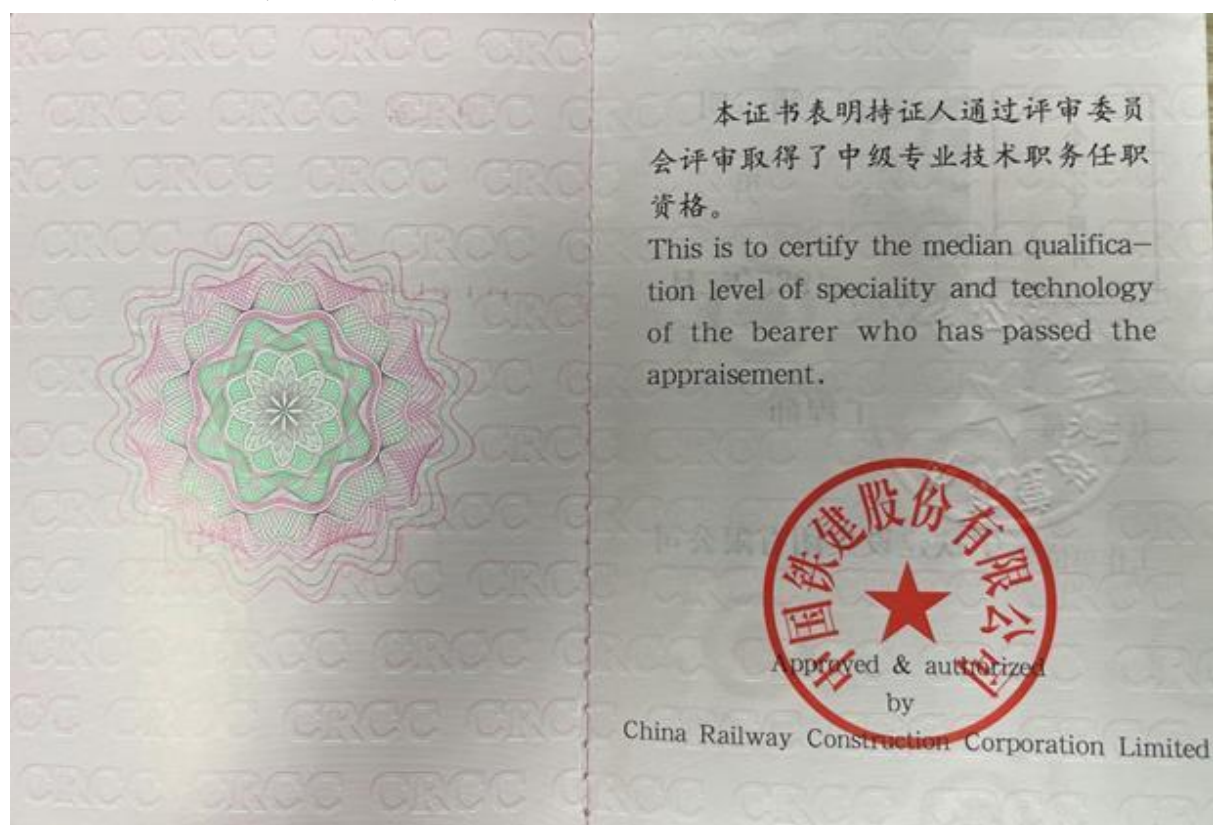 本证书表明持证人通过评审委员
会评审取得了中级专业技术职务任职
资格。
This is to certify the median qualifica—
tion level of speciality and technology
of the bearer who has passed the
appraisement.
中国铁建股份有限公司
Approved & authorized
by
China Railway Construction Corporation Limited
CRCC CRCC CRCC